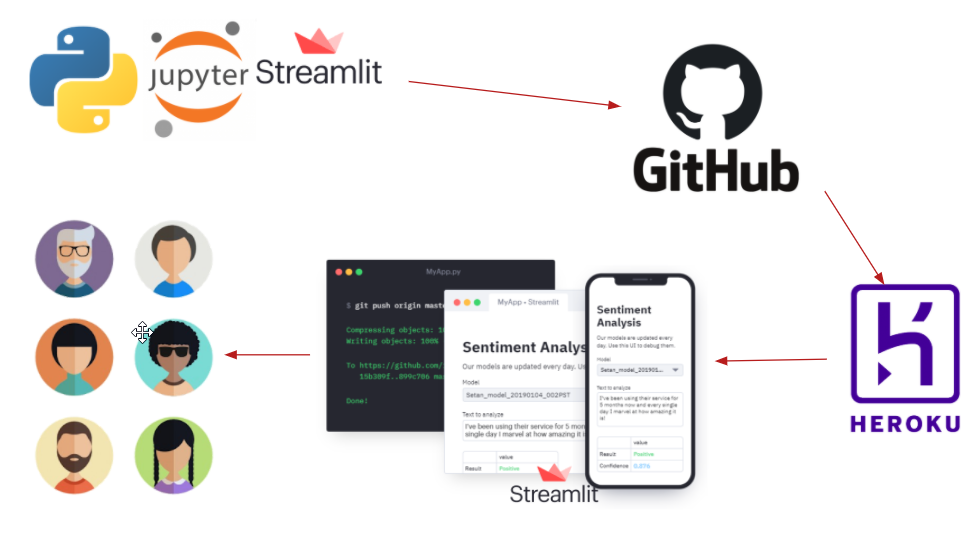 jupyter
Streamlit
GitHub
MyApp.py
$ git push origin mast
Compressing objects: 10
Writing objects: 100%
To https://github.com/
15b309f..899c706 ma
Done!
MyApp • Streamlit
Sentiment Analys
Our models are updated every day. Us
Model
Setan_model_20190104_002PST
Text to analyze
I've been using their service for 5 mon
single day I marvel at how amazing it i
value
Result Positive
Sentiment
Analysis
Our models are updated every
day. Use this UI to debug them.
Model
Setan_model_201901...
Text to analyze
I've been using their service for
5 months now and every single
day I marvel at how amazing it
is!
value
Result Positive
Confidence
Streamlit
HEROKU